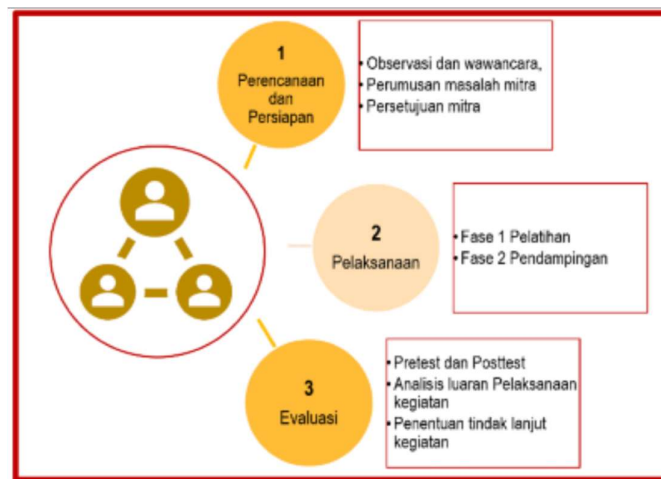 1
Perencanaan
dan
Persiapan
• Observasi dan wawancara,
• Perumusan masalah mitra
• Persetujuan mitra
2
Pelaksanaan
• Fase 1 Pelatihan
• Fase 2 Pendampingan
3
Evaluasi
• Pretest dan Posttest
• Analisis luaran Pelaksanaan
kegiatan
• Penentuan tindak lanjut
kegiatan